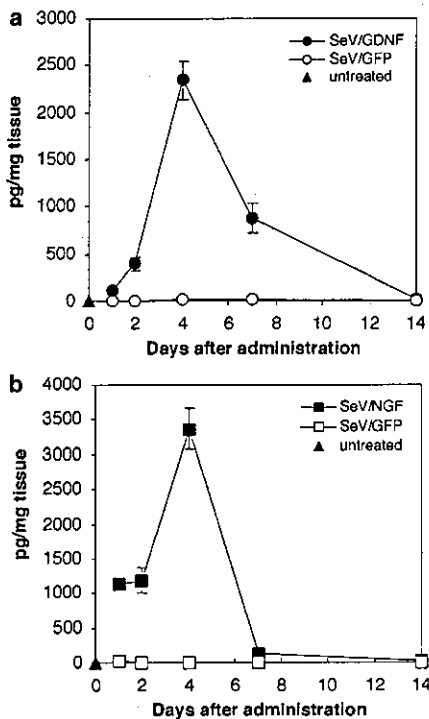 a
SeV/GDNF
SeV/GFP
untreated
3000
2500
2000
1500
1000
500
0
pg/mg tissue
0 2 4 6 8 10 12 14
Days after administration
b
SeV/NGF
SeV/GFP
untreated
4000
3500
3000
2500
2000
1500
1000
500
0
pg/mg tissue
0 2 4 6 8 10 12 14
Days after administration